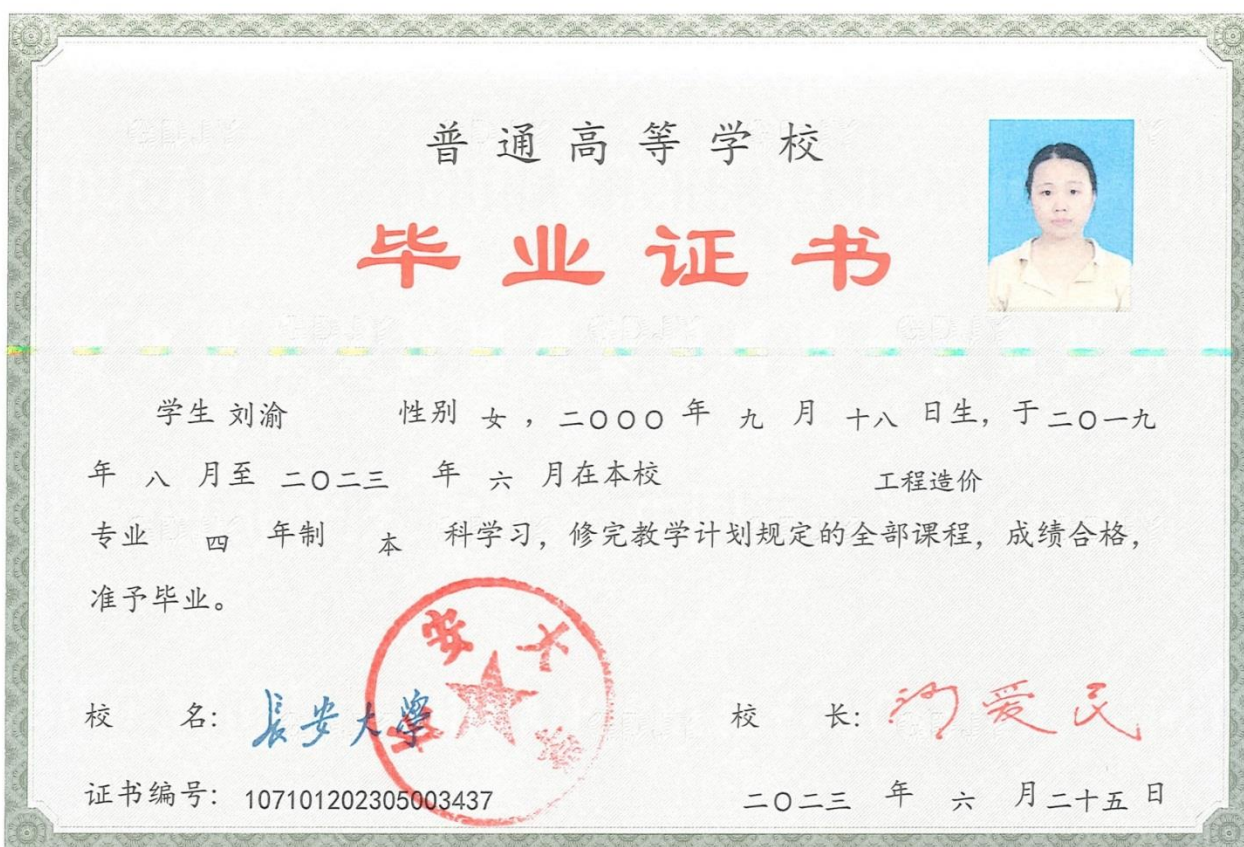 普通高等学校
毕业证书
学生 刘渝 性别 女 ，二〇〇〇 年 九 月 十八 日生，于 二〇一九
年 八 月至 二〇二三 年 六 月在本校 工程造价
专业 四 年制 本 科学习，修完教学计划规定的全部课程，成绩合格，
准予毕业。
校 名： 長安大學 校 长： 沙爱民
证书编号： 107101202305003437 二〇二三 年 六 月二十五 日